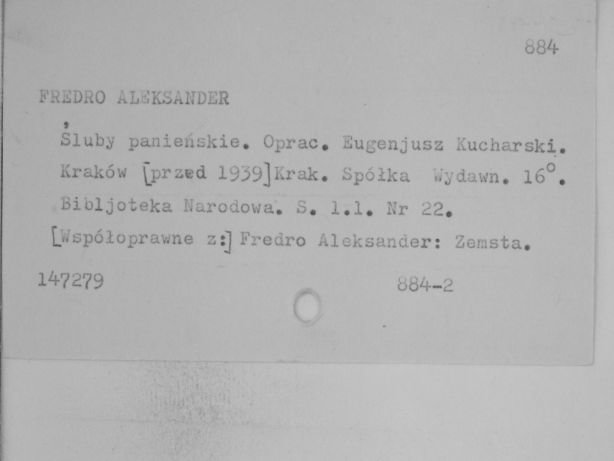 884
FREDRO ALEKSANDER
Śluby panieńskie. Oprac. Eugenjusz Kucharski.
Kraków [przed 1939] Krak. Spółka Wydawn. 16°.
Bibljoteka Narodowa. S. 1.1. Nr 22.
[Współoprawne z:] Fredro Aleksander: Zemsta.
147279 884-2